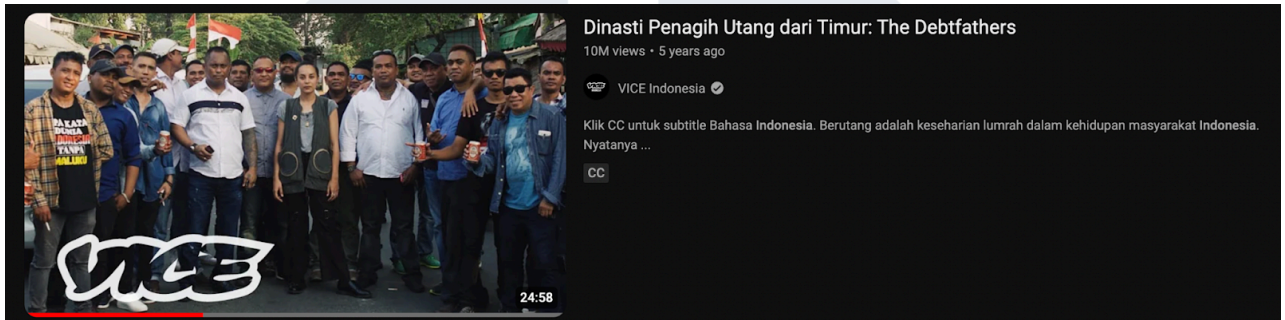 Dinasti Penagih Utang dari Timur: The Debtfathers
10M views • 5 years ago
VICE Indonesia
Klik CC untuk subtitle Bahasa Indonesia. Berutang adalah keseharian lumrah dalam kehidupan masyarakat Indonesia.
Nyatanya ...
CC
DUNIA
TANPA
MALUKU
VICE
24:58